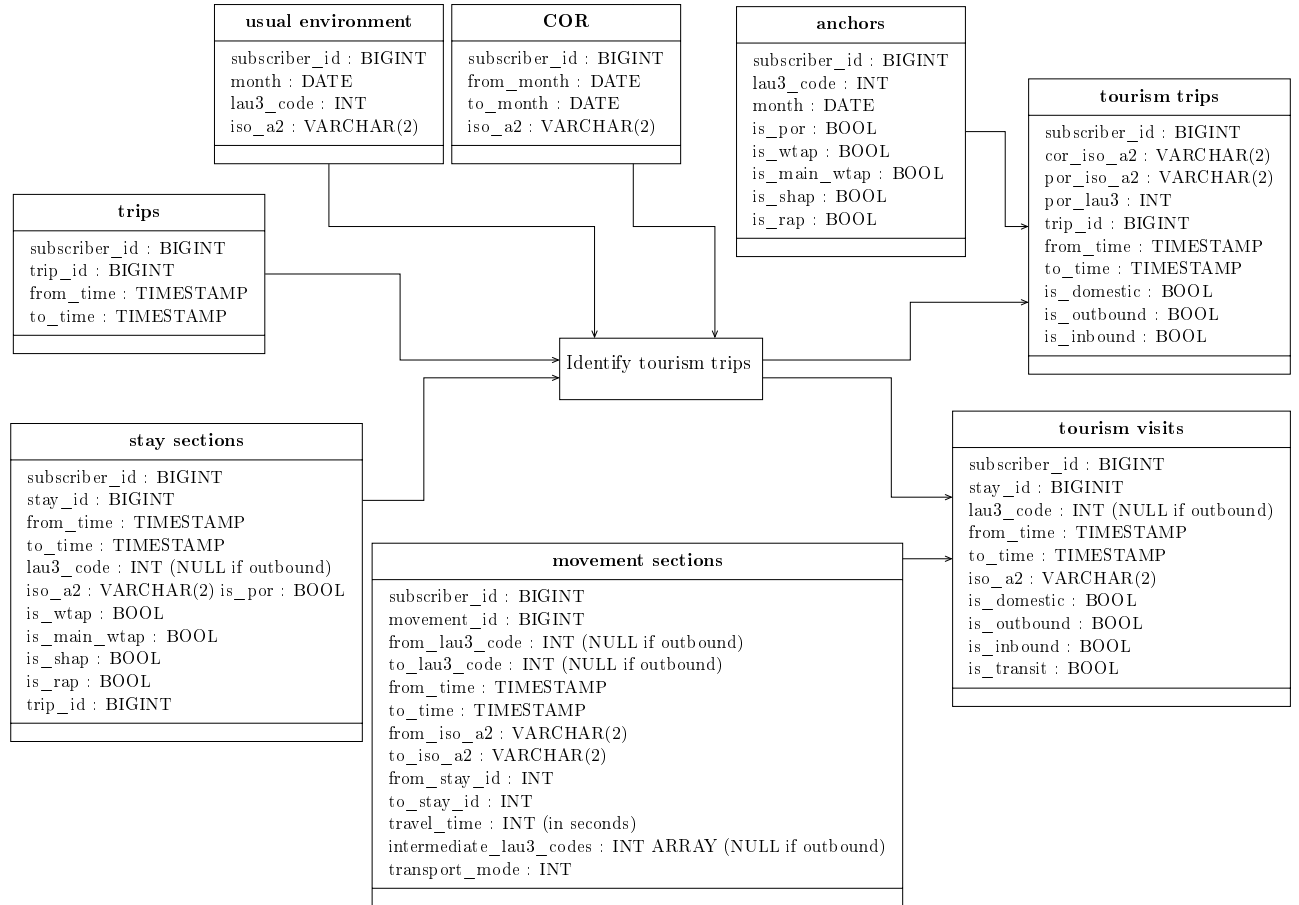 usual environment
subscriber_id : BIGINT
month : DATE
lau3_code : INT
iso_a2 : VARCHAR(2)
COR
subscriber_id : BIGINT
from_month : DATE
to_month : DATE
iso_a2 : VARCHAR(2)
anchors
subscriber_id : BIGINT
lau3_code : INT
month : DATE
is_por : BOOL
is_wtap : BOOL
is_main_wtap : BOOL
is_shap : BOOL
is_rap : BOOL
tourism trips
subscriber_id : BIGINT
cor_iso_a2 : VARCHAR(2)
por_iso_a2 : VARCHAR(2)
por_lau3 : INT
trip_id : BIGINT
from_time : TIMESTAMP
to_time : TIMESTAMP
is_domestic : BOOL
is_outbound : BOOL
is_inbound : BOOL
trips
subscriber_id : BIGINT
trip_id : BIGINT
from_time : TIMESTAMP
to_time : TIMESTAMP
Identify tourism trips
stay sections
subscriber_id : BIGINT
stay_id : BIGINT
from_time : TIMESTAMP
to_time : TIMESTAMP
lau3_code : INT (NULL if outbound)
iso_a2 : VARCHAR(2) is_por : BOOL
is_wtap : BOOL
is_main_wtap : BOOL
is_shap : BOOL
is_rap : BOOL
trip_id : BIGINT
movement sections
subscriber_id : BIGINT
movement_id : BIGINT
from_lau3_code : INT (NULL if outbound)
to_lau3_code : INT (NULL if outbound)
from_time : TIMESTAMP
to_time : TIMESTAMP
from_iso_a2 : VARCHAR(2)
to_iso_a2 : VARCHAR(2)
from_stay_id : INT
to_stay_id : INT
travel_time : INT (in seconds)
intermediate_lau3_codes : INT ARRAY (NULL if outbound)
transport_mode : INT
tourism visits
subscriber_id : BIGINT
stay_id : BIGINIT
lau3_code : INT (NULL if outbound)
from_time : TIMESTAMP
to_time : TIMESTAMP
iso_a2 : VARCHAR(2)
is_domestic : BOOL
is_outbound : BOOL
is_inbound : BOOL
is_transit : BOOL